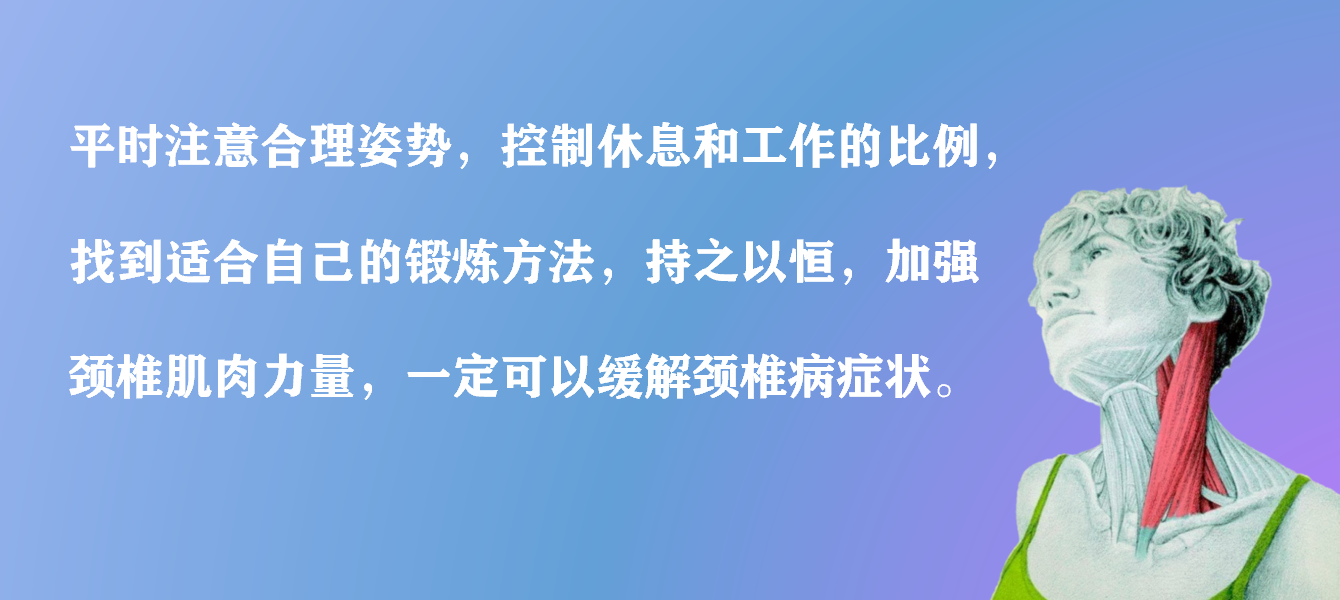 平时注意合理姿势，控制休息和工作的比例，
找到适合自己的锻炼方法，持之以恒，加强
颈椎肌肉力量，一定可以缓解颈椎病症状。